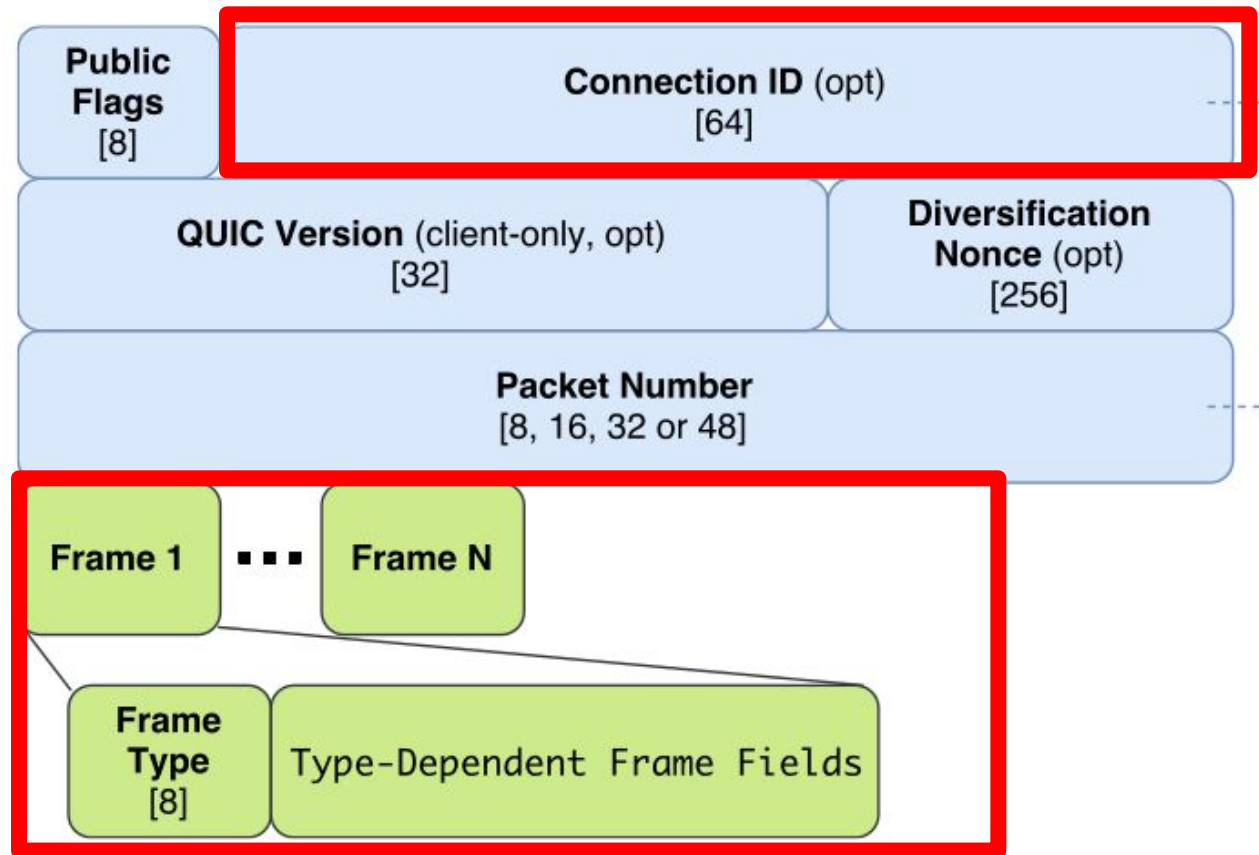 Public
Flags
[8]
Connection ID (opt)
[64]
QUIC Version (client-only, opt)
[32]
Diversification
Nonce (opt)
[256]
Packet Number
[8, 16, 32 or 48]
Frame 1
...
Frame N
Frame
Type
[8]
Type-Dependent Frame Fields